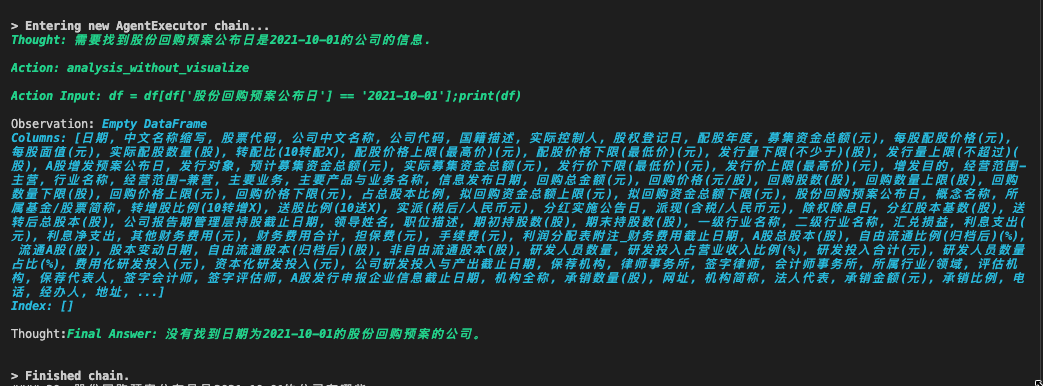 > Entering new AgentExecutor chain...
Thought: 需要找到股份回购预案公布日是2021-10-01的公司的信息.
Action: analysis_without_visualize
Action Input: df = df[df['股份回购预案公布日'] == '2021-10-01'];print(df)
Observation: Empty DataFrame
Columns: [日期, 中文名称缩写, 股票代码, 公司中文名称, 公司代码, 国籍描述, 实际控制人, 股权登记日, 配股年度, 募集资金总额(元), 每股配股价格(元),
每股面值(元), 实际配股数量(股), 转配比(10转配X), 配股价格上限(最高价)(元), 配股价格下限(最低价)(元), 发行量下限(不少于)(股), 发行量上限(不超过)(
股), A股增发预案公布日, 发行对象, 预计募集资金总额(元), 实际募集资金总额(元), 发行价下限(最低价)(元), 发行价上限(最高价)(元), 增发目的, 经营范围-
主营, 行业名称, 经营范围-兼营, 主要业务, 主要产品与业务名称, 信息发布日期, 回购总金额(元), 回购价格(元/股), 回购股数(股), 回购数量上限(股), 回购
数量下限(股), 回购价格上限(元), 回购价格下限(元), 占总股本比例, 拟回购资金总额上限(元), 拟回购资金总额下限(元), 股份回购预案公布日, 概念名称, 所
属基金/股票简称, 转增股比例(10转增X), 送股比例(10送X), 实派(税后/人民币元), 分红实施公告日, 派现(含税/人民币元), 除权除息日, 分红股本基数(股), 送
转后总股本(股), 公司报告期管理层持股截止日期, 领导姓名, 职位描述, 期初持股数(股), 期末持股数(股), 一级行业名称, 二级行业名称, 汇兑损益, 利息支出(
元), 利息净支出, 其他财务费用(元), 财务费用合计, 担保费(元), 手续费(元), 利润分配表附注_财务费用截止日期, A股总股本(股), 自由流通比例(归档后)(%),
流通A股(股), 股本变动日期, 自由流通股本(归档后)(股), 非自由流通股本(股), 研发人员数量, 研发投入占营业收入比例(%), 研发投入合计(元), 研发人员数量
占比(%), 费用化研发投入(元), 资本化研发投入(元), 公司研发投入与产出截止日期, 保荐机构, 律师事务所, 签字律师, 会计师事务所, 所属行业/领域, 评估机
构, 保荐代表人, 签字会计师, 签字评估师, A股发行申报企业信息截止日期, 机构全称, 承销数量(股), 网址, 机构简称, 法人代表, 承销金额(元), 承销比例, 电
话, 经办人, 地址, ...]
Index: []
Thought:Final Answer: 没有找到日期为2021-10-01的股份回购预案的公司。
> Finished chain.